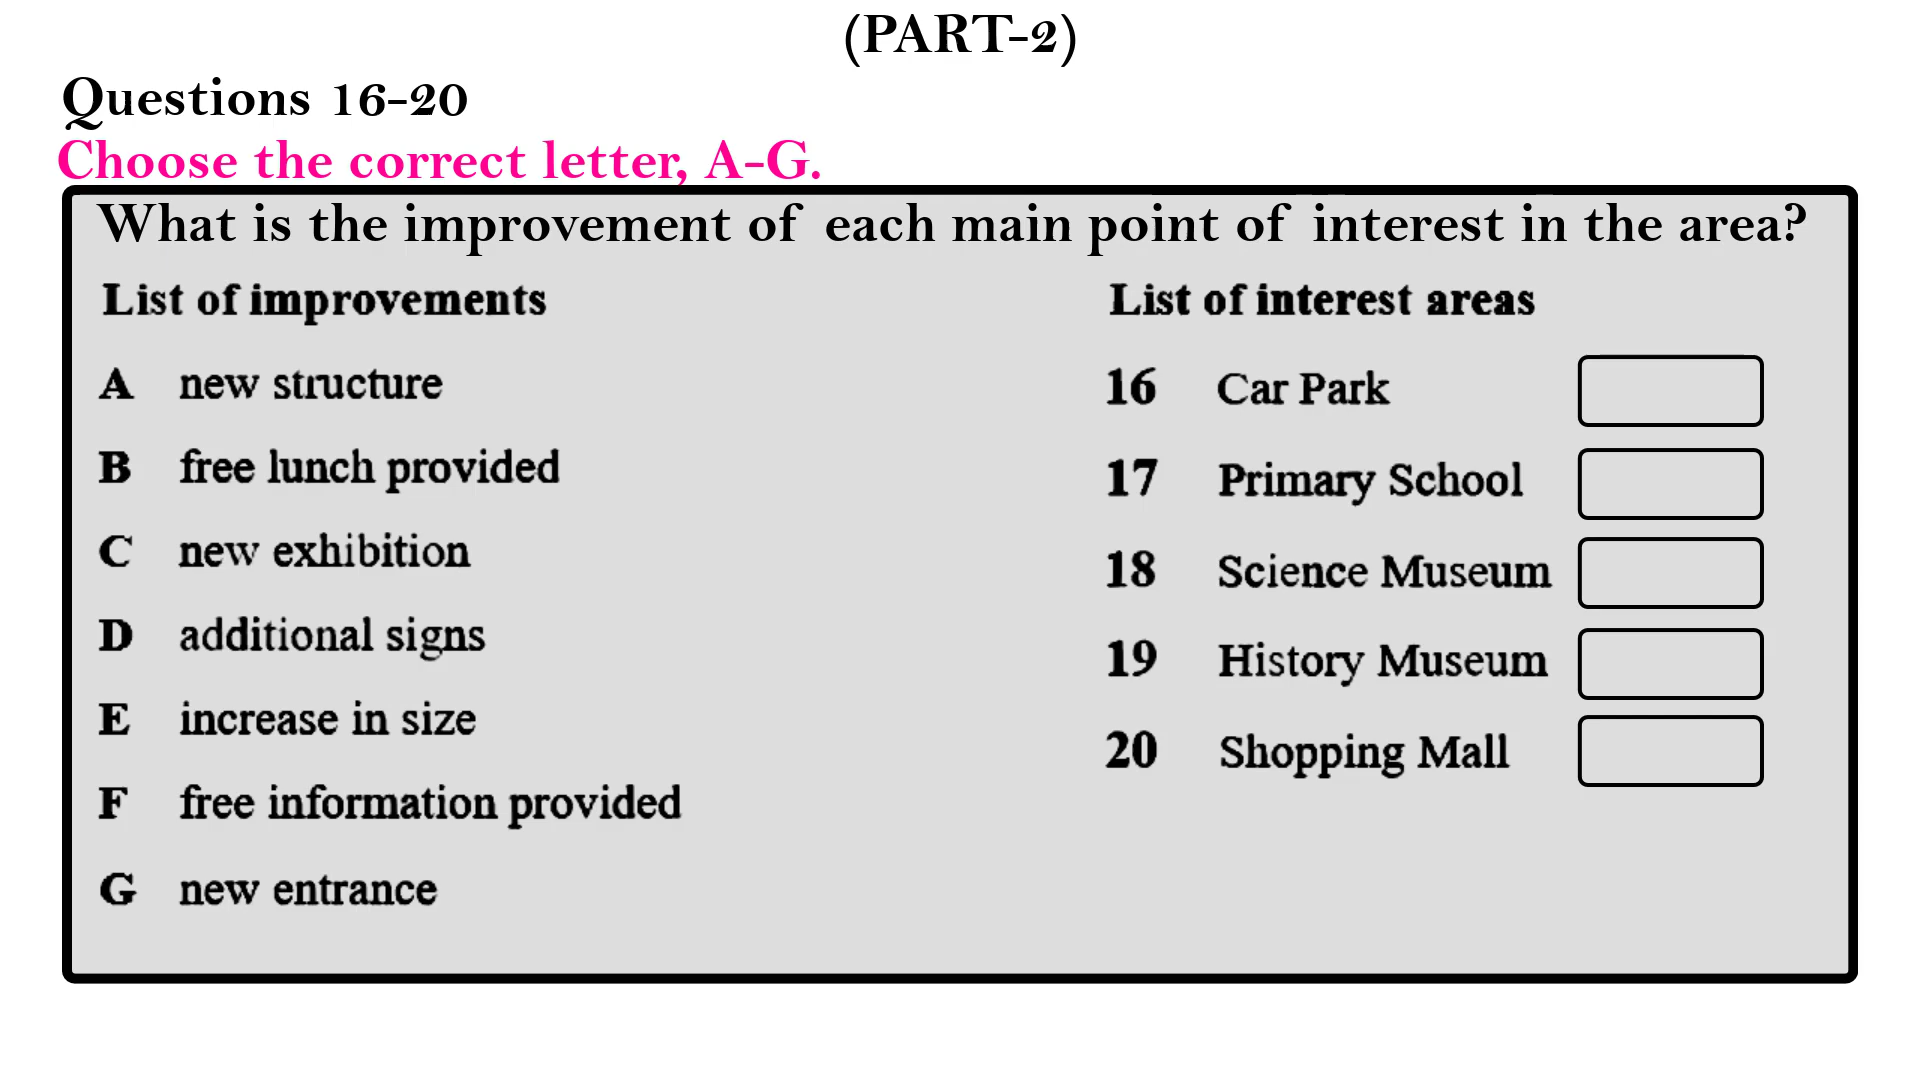 (PART-2)
Questions 16-20
Choose the correct letter, A-G.
What is the improvement of each main point of interest in the area?
List of improvements
A new structure
B free lunch provided
C new exhibition
D additional signs
E increase in size
F free information provided
G new entrance
List of interest areas
16 Car Park
17 Primary School
18 Science Museum
19 History Museum
20 Shopping Mall